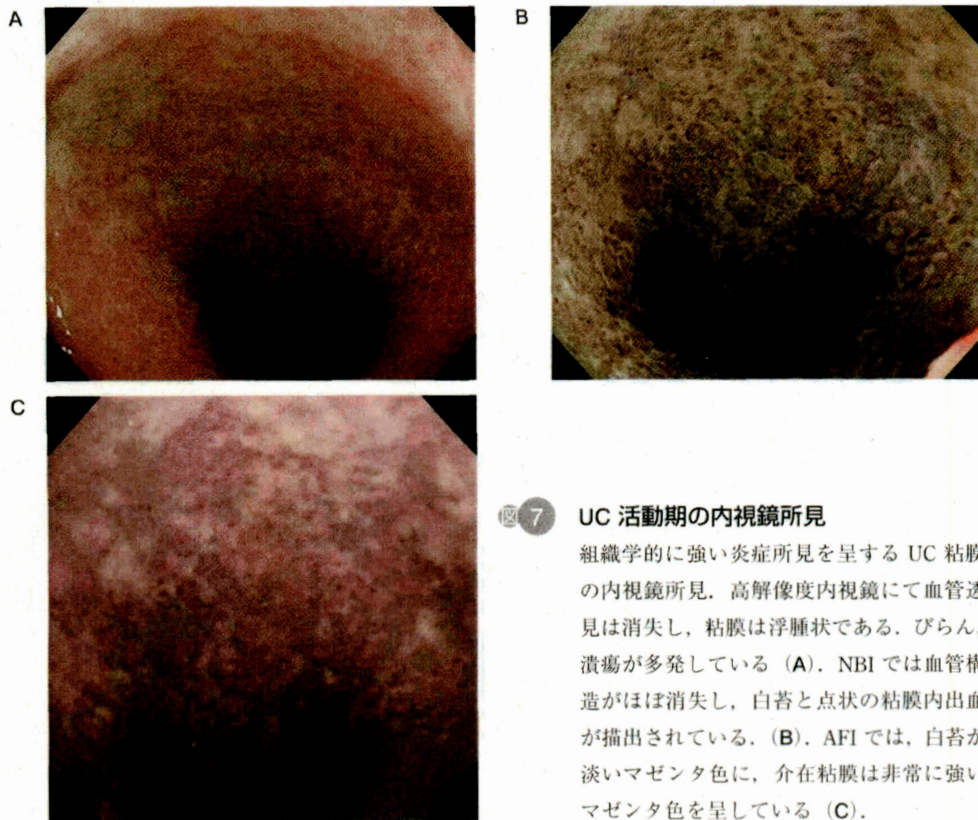 A
B
C
図 7 UC 活動期の内視鏡所見
組織学的に強い炎症所見を呈する UC 粘膜
の内視鏡所見．高解像度内視鏡にて血管透
見は消失し，粘膜は浮腫状である．びらん，
潰瘍が多発している（A）．NBI では血管構
造がほぼ消失し，白苔と点状の粘膜内出血
が描出されている．（B）．AFI では，白苔が
淡いマゼンタ色に，介在粘膜は非常に強い
マゼンタ色を呈している（C）．